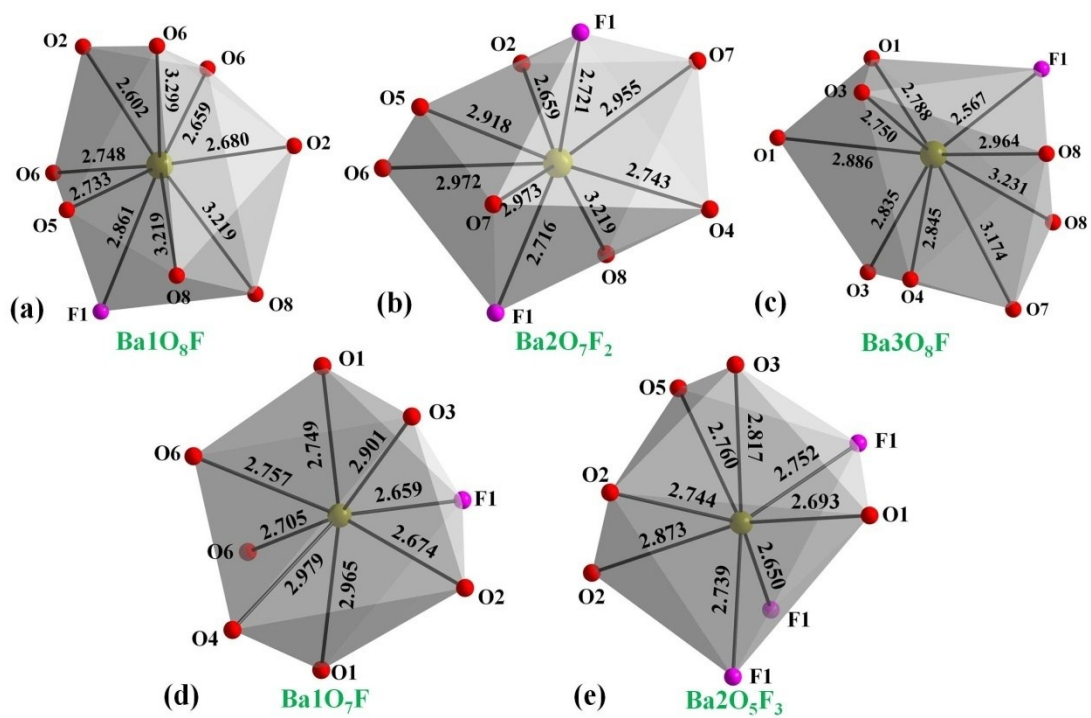 O2
O6
O6
2.602
3.299
2.659
2.680
O2
O6
2.748
2.733
O5
2.861
3.219
3.219
F1
O8
O8
(a)
Ba1O₈F
F1
O2
O7
O5
2.659
2.721
2.955
2.918
O6
2.972
2.973
O7
2.743
O4
2.716
3.219
O8
F1
(b)
Ba2O₇F₂
O1
F1
O3
O1
2.788
2.750
2.567
2.886
2.964
O8
3.231
O8
2.835
2.845
3.174
O3
O4
O7
(c)
Ba3O₈F
O1
O3
O6
2.749
2.901
2.757
2.659
F1
2.705
O6
2.674
O2
2.979
2.965
O4
O1
(d)
Ba1O₇F
O3
O5
F1
2.760
2.817
2.752
O2
2.744
2.693
O1
2.873
O2
2.739
2.650
F1
F1
(e)
Ba2O₅F₃